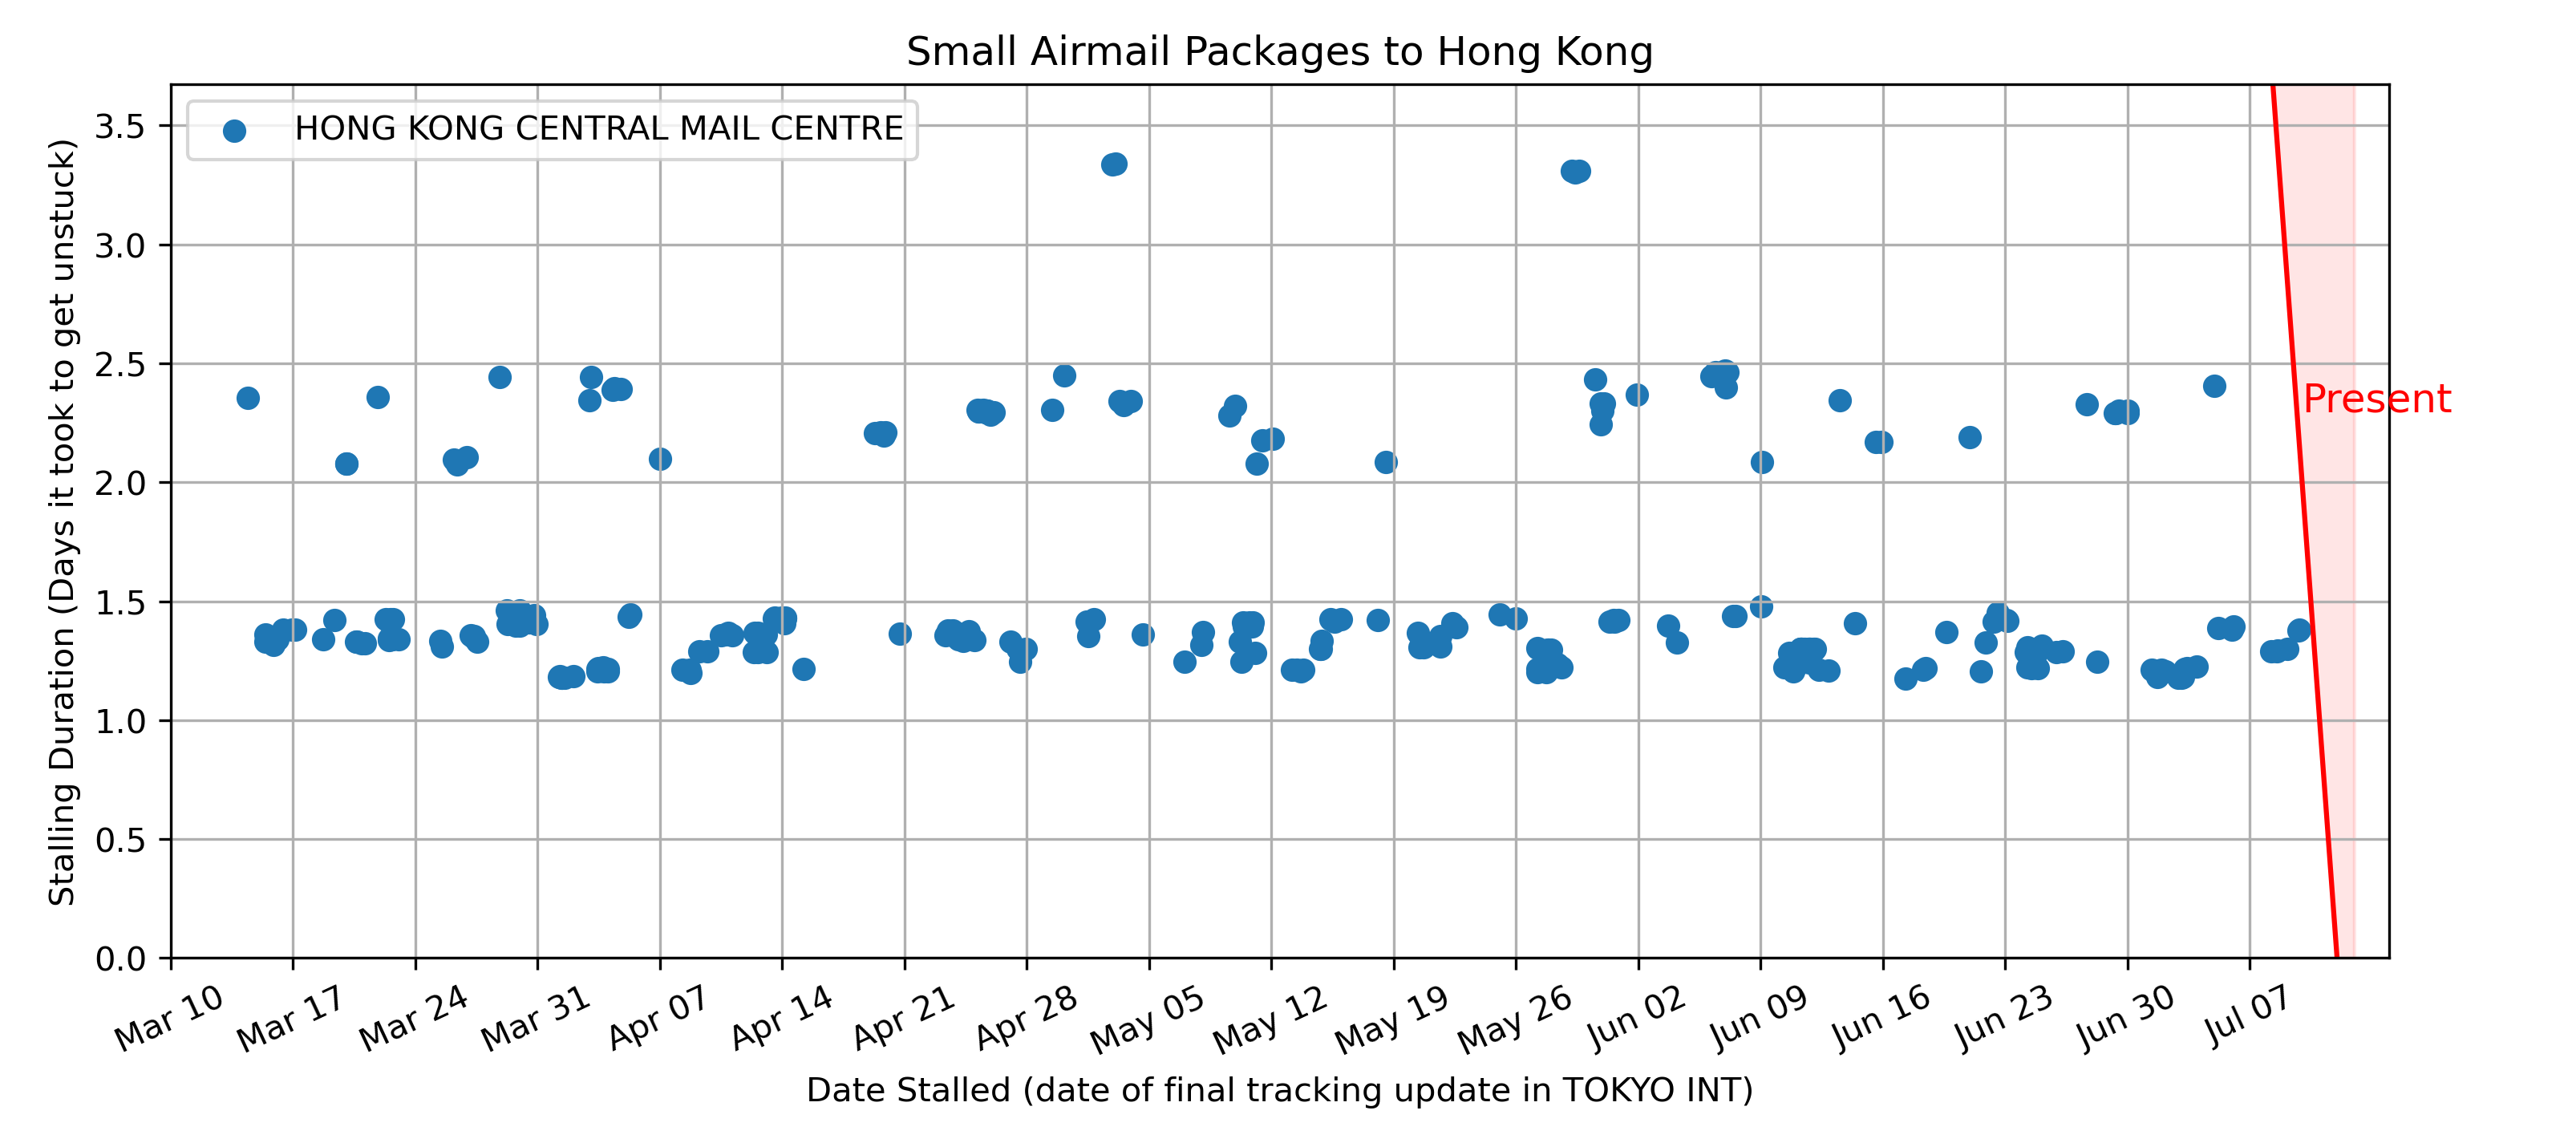 Small Airmail Packages to Hong Kong
HONG KONG CENTRAL MAIL CENTRE
Stalling Duration (Days it took to get unstuck)
3.5
3.0
2.5
2.0
1.5
1.0
0.5
0.0
Present
Mar 10
Mar 17
Mar 24
Mar 31
Apr 07
Apr 14
Apr 21
Apr 28
May 05
May 12
May 19
May 26
Jun 02
Jun 09
Jun 16
Jun 23
Jun 30
Jul 07
Date Stalled (date of final tracking update in TOKYO INT)